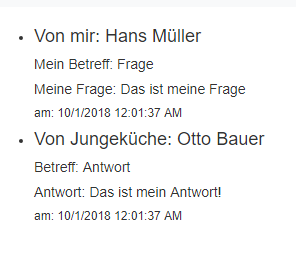 Von mir: Hans Müller
Mein Betreff: Frage
Meine Frage: Das ist meine Frage
am: 10/1/2018 12:01:37 AM
Von Jungeküche: Otto Bauer
Betreff: Antwort
Antwort: Das ist mein Antwort!
am: 10/1/2018 12:01:37 AM